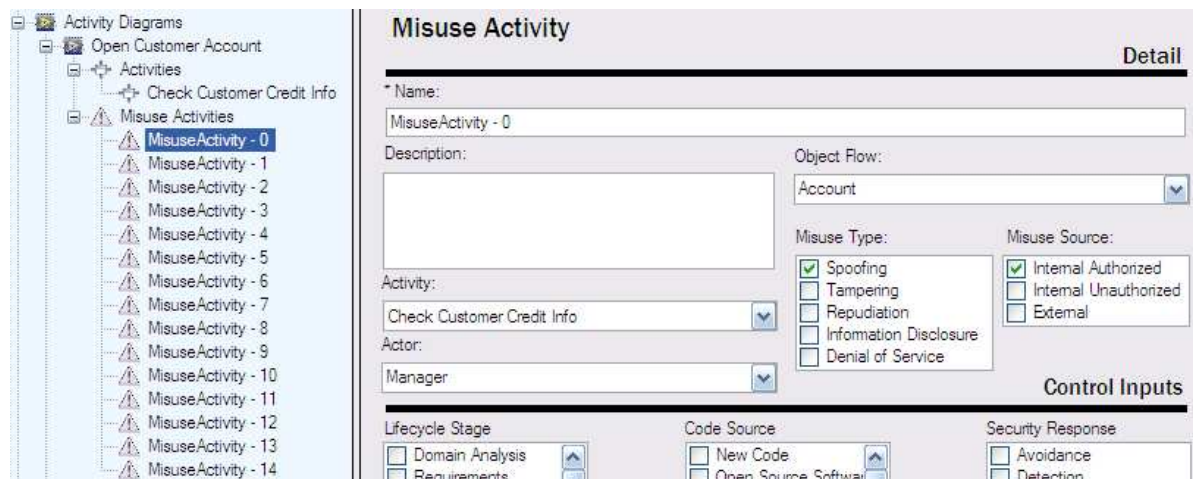 Activity Diagrams
Open Customer Account
Activities
Check Customer Credit Info
Misuse Activities
MisuseActivity - 0
MisuseActivity - 1
MisuseActivity - 2
MisuseActivity - 3
MisuseActivity - 4
MisuseActivity - 5
MisuseActivity - 6
MisuseActivity - 7
MisuseActivity - 8
MisuseActivity - 9
MisuseActivity - 10
MisuseActivity - 11
MisuseActivity - 12
MisuseActivity - 13
MisuseActivity - 14
Misuse Activity
Detail
* Name:
MisuseActivity - 0
Description:
Object Flow:
Account
Misuse Type:
Spoofing
Tampering
Repudiation
Information Disclosure
Denial of Service
Misuse Source:
Internal Authorized
Internal Unauthorized
External
Activity:
Check Customer Credit Info
Actor:
Manager
Control Inputs
Lifecycle Stage
Domain Analysis
Requirements
Code Source
New Code
Open Source Softwar
Security Response
Avoidance
Detection